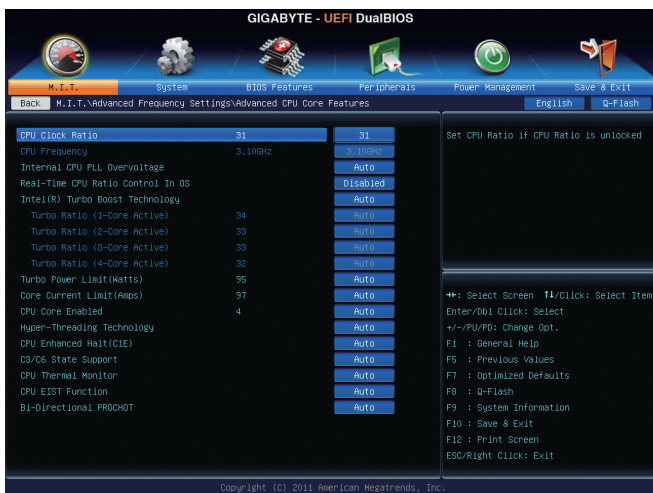 GIGABYTE - UEFI DualBIOS
M.I.T. System BIOS Features Peripherals Power Management Save & Exit
Back M.I.T.\Advanced Frequency Settings\Advanced CPU Core Features English Q-Flash
CPU Clock Ratio 31 31
CPU Frequency 3.10GHz 3.10GHz
Internal CPU PLL Overvoltage Auto
Real-Time CPU Ratio Control In OS Disabled
Intel(R) Turbo Boost Technology Auto
Turbo Ratio (1-Core Active) 34 Auto
Turbo Ratio (2-Core Active) 33 Auto
Turbo Ratio (3-Core Active) 33 Auto
Turbo Ratio (4-Core Active) 32 Auto
Turbo Power Limit(Watts) 95 Auto
Core Current Limit(Amps) 97 Auto
CPU Core Enabled 4 Auto
Hyper-Threading Technology Auto
CPU Enhanced Halt(C1E) Auto
C3/C6 State Support Auto
CPU Thermal Monitor Auto
CPU EIST Function Auto
Bi-Directional PROCHOT Auto
Set CPU Ratio if CPU Ratio is unlocked
→←: Select Screen ↑↓/Click: Select Item
Enter/Dbl Click: Select
+/-/PU/PD: Change Opt.
F1 : General Help
F5 : Previous Values
F7 : Optimized Defaults
F8 : Q-Flash
F9 : System Information
F10 : Save & Exit
F12 : Print Screen
ESC/Right Click: Exit
Copyright (C) 2011 American Megatrends, Inc.